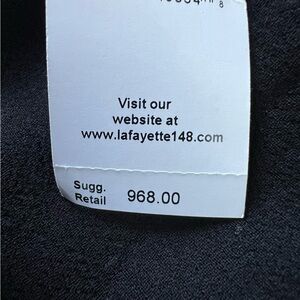 Visit our
website at
www.lafayette148.com
Sugg.
Retail 968.00